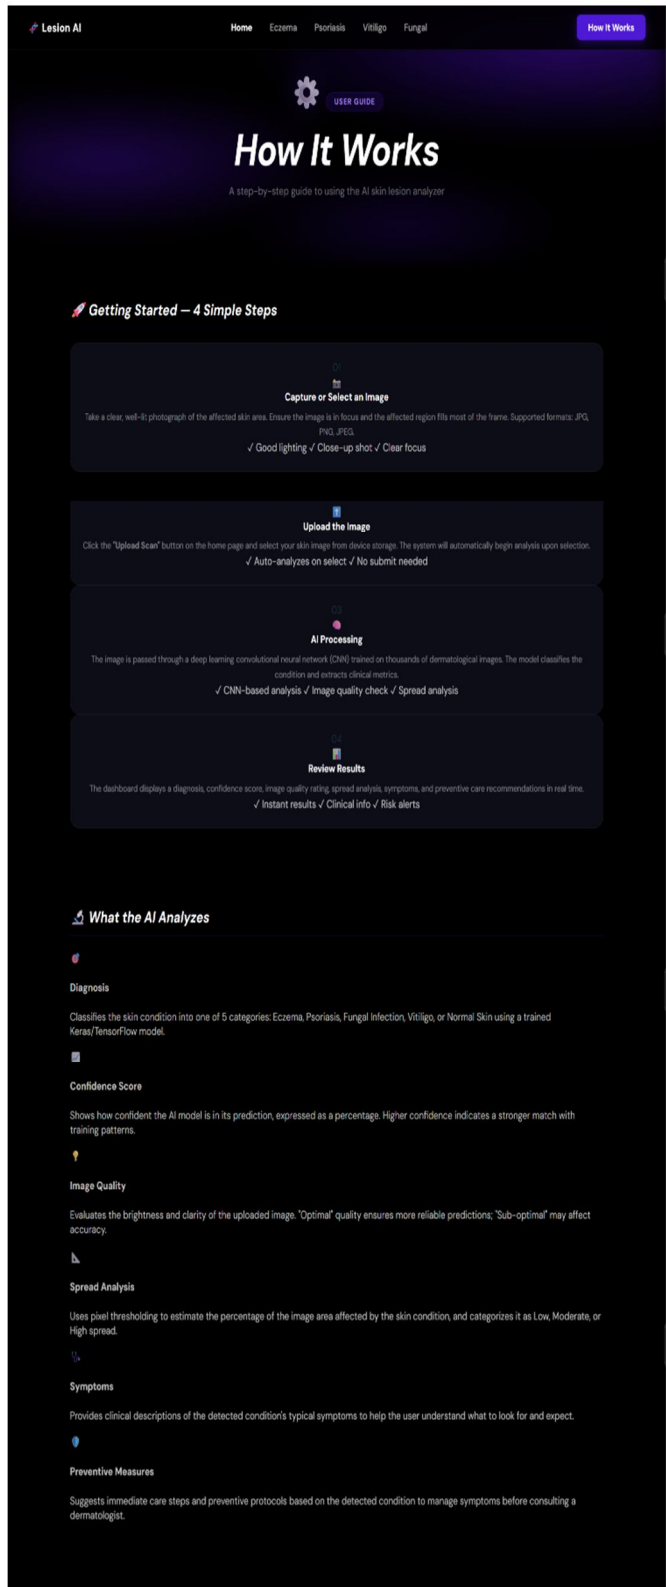 Lesion AI
Home Eczema Psoriasis Vitiligo Fungal
How It Works
USER GUIDE
How It Works
A step-by-step guide to using the AI skin lesion analyzer
Getting Started — 4 Simple Steps
01
Capture or Select an Image
Take a clear, well-lit photograph of the affected skin area. Ensure the image is in focus and the affected region fills most of the frame. Supported formats: JPG,
PNG, JPEG.
✓ Good lighting ✓ Close-up shot ✓ Clear focus
Upload the Image
Click the "Upload Scan" button on the home page and select your skin image from device storage. The system will automatically begin analysis upon selection.
✓ Auto-analyzes on select ✓ No submit needed
03
AI Processing
The image is passed through a deep learning convolutional neural network (CNN) trained on thousands of dermatological images. The model classifies the
condition and extracts clinical metrics.
✓ CNN-based analysis ✓ Image quality check ✓ Spread analysis
04
Review Results
The dashboard displays a diagnosis, confidence score, image quality rating, spread analysis, symptoms, and preventive care recommendations in real time.
✓ Instant results ✓ Clinical info ✓ Risk alerts
What the AI Analyzes
Diagnosis
Classifies the skin condition into one of 5 categories: Eczema, Psoriasis, Fungal Infection, Vitiligo, or Normal Skin using a trained
Keras/TensorFlow model.
Confidence Score
Shows how confident the AI model is in its prediction, expressed as a percentage. Higher confidence indicates a stronger match with
training patterns.
Image Quality
Evaluates the brightness and clarity of the uploaded image. "Optimal" quality ensures more reliable predictions; "Sub-optimal" may affect
accuracy.
Spread Analysis
Uses pixel thresholding to estimate the percentage of the image area affected by the skin condition, and categorizes it as Low, Moderate, or
High spread.
Symptoms
Provides clinical descriptions of the detected condition's typical symptoms to help the user understand what to look for and expect.
Preventive Measures
Suggests immediate care steps and preventive protocols based on the detected condition to manage symptoms before consulting a
dermatologist.